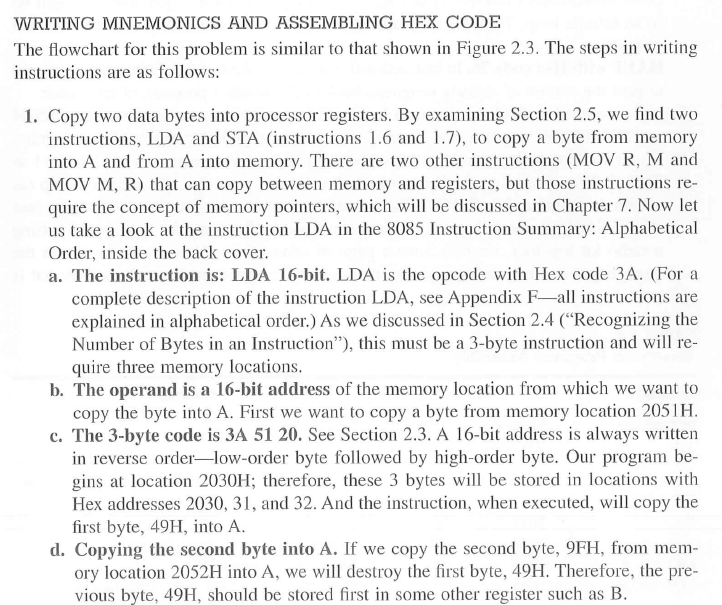 WRITING MNEMONICS AND ASSEMBLING HEX CODE
The flowchart for this problem is similar to that shown in Figure 2.3. The steps in writing
instructions are as follows:
1. Copy two data bytes into processor registers. By examining Section 2.5, we find two
instructions, LDA and STA (instructions 1.6 and 1.7), to copy a byte from memory
into A and from A into memory. There are two other instructions (MOV R, M and
MOV M, R) that can copy between memory and registers, but those instructions re-
quire the concept of memory pointers, which will be discussed in Chapter 7. Now let
us take a look at the instruction LDA in the 8085 Instruction Summary: Alphabetical
Order, inside the back cover.
a. The instruction is: LDA 16-bit. LDA is the opcode with Hex code 3A. (For a
complete description of the instruction LDA, see Appendix F—all instructions are
explained in alphabetical order.) As we discussed in Section 2.4 (“Recognizing the
Number of Bytes in an Instruction”), this must be a 3-byte instruction and will re-
quire three memory locations.
b. The operand is a 16-bit address of the memory location from which we want to
copy the byte into A. First we want to copy a byte from memory location 2051H.
c. The 3-byte code is 3A 51 20. See Section 2.3. A 16-bit address is always written
in reverse order—low-order byte followed by high-order byte. Our program be-
gins at location 2030H; therefore, these 3 bytes will be stored in locations with
Hex addresses 2030, 31, and 32. And the instruction, when executed, will copy the
first byte, 49H, into A.
d. Copying the second byte into A. If we copy the second byte, 9FH, from mem-
ory location 2052H into A, we will destroy the first byte, 49H. Therefore, the pre-
vious byte, 49H, should be stored first in some other register such as B.